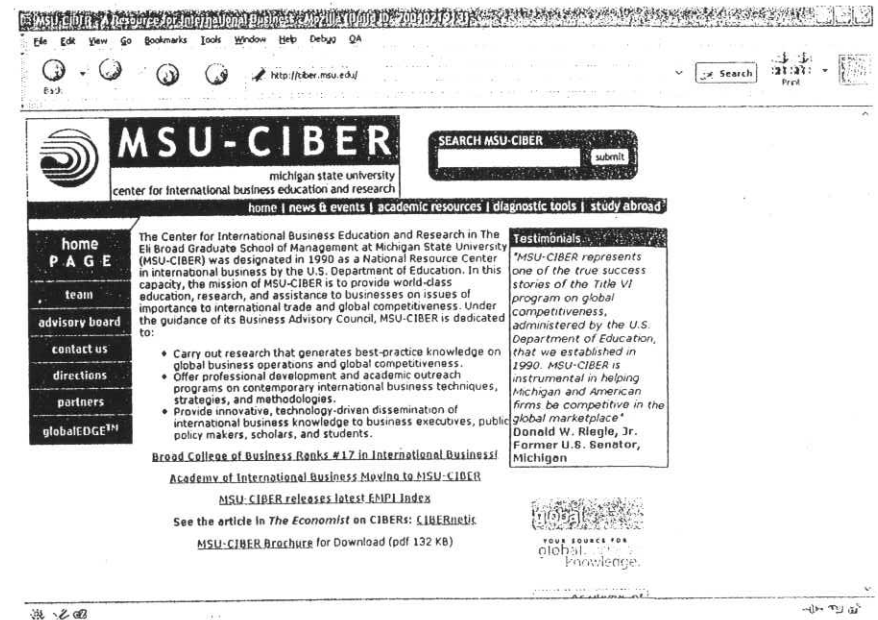 MSU-CIBER - A Resource for International Business - Mozilla
File Edit View Go Bookmarks Tools Window Help Debug QA
Back
http://ciber.msu.edu/
Search
Print
MSU-CIBER
michigan state university
center for international business education and research
SEARCH MSU-CIBER
submit
home | news & events | academic resources | diagnostic tools | study abroad
home
PAGE
team
advisory board
contact us
directions
partners
globalEDGE™
The Center for International Business Education and Research in The
Eli Broad Graduate School of Management at Michigan State University
(MSU-CIBER) was designated in 1990 as a National Resource Center
in international business by the U.S. Department of Education. In this
capacity, the mission of MSU-CIBER is to provide world-class
education, research, and assistance to businesses on issues of
importance to international trade and global competitiveness. Under
the guidance of its Business Advisory Council, MSU-CIBER is dedicated
to:
• Carry out research that generates best-practice knowledge on
global business operations and global competitiveness.
• Offer professional development and academic outreach
programs on contemporary international business techniques,
strategies, and methodologies.
• Provide innovative, technology-driven dissemination of
international business knowledge to business executives, public
policy makers, scholars, and students.
Broad College of Business Ranks #17 in International Business!
Academy of International Business Moving to MSU-CIBER
MSU-CIBER releases latest EMPI Index
See the article in The Economist on CIBERs: CIBERnetic
MSU-CIBER Brochure for Download (pdf 132 KB)
Testimonials
"MSU-CIBER represents
one of the true success
stories of the Title VI
program on global
competitiveness,
administered by the U.S.
Department of Education,
that we established in
1990. MSU-CIBER is
instrumental in helping
Michigan and American
firms be competitive in the
global marketplace"
Donald W. Riegle, Jr.
Former U.S. Senator,
Michigan
global
YOUR SOURCE FOR
global
knowledge.
Academy of